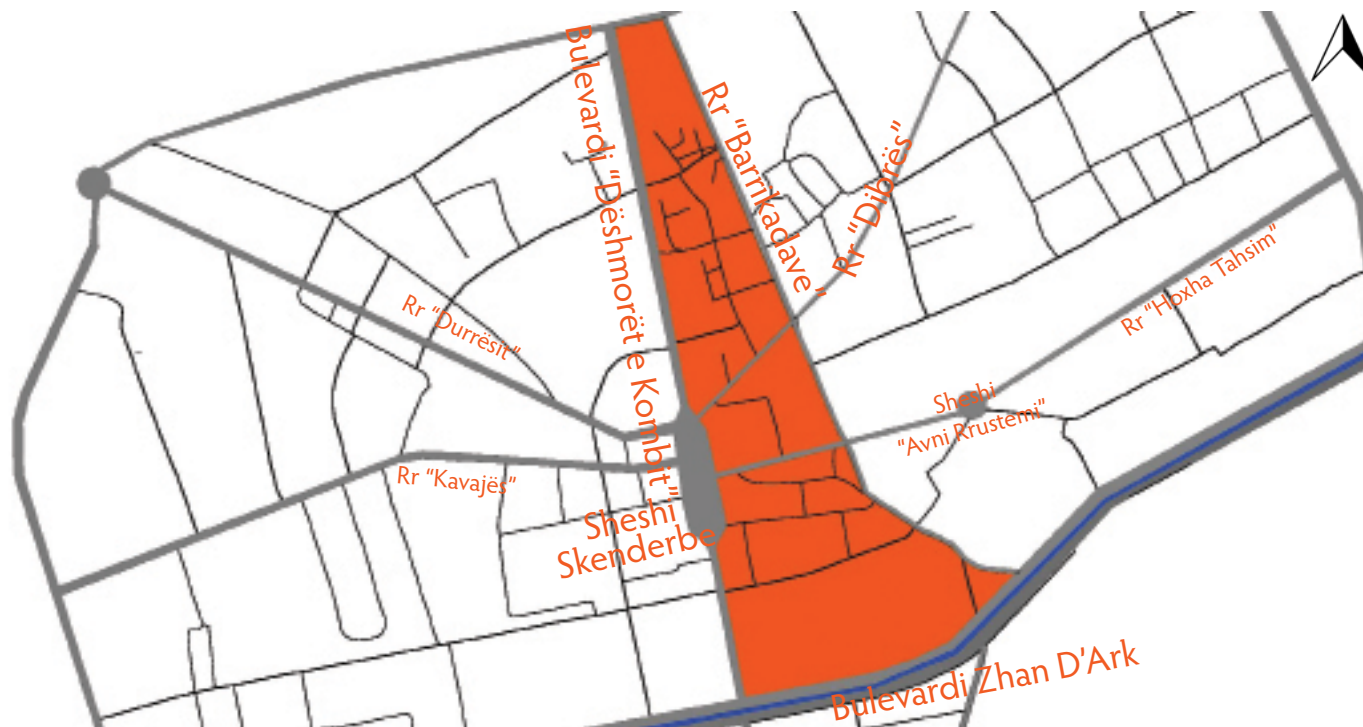 Bulevardi “Dëshmorët e Kombit”
Rr “Barrikadave”
Rr “Dibrës”
Rr “Hoxha Tahsim”
Rr “Durrësit”
Sheshi
“Avni Rrustemi”
Rr “Kavajës”
Sheshi
Skenderbe
Bulevardi Zhan D'Ark